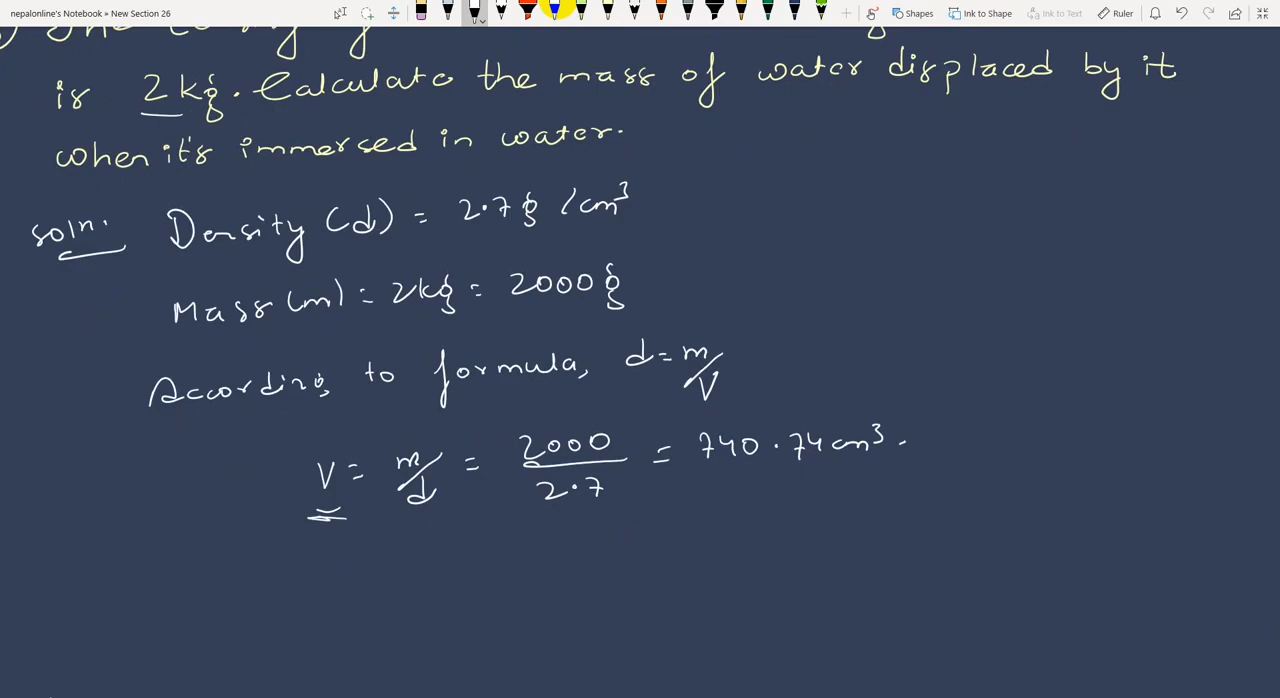 nepalonline's Notebook » New Section 26
Shapes Ink to Shape Ink to Text Ruler
is 2kg. Calculate the mass of water displaced by it
when it's immersed in water.
soln. Density (d) = 2.7g /cm³
Mass (m) = 2kg = 2000g
According to formula, d = m/V
V = m/d = 2000/2.7 = 740.74 cm³.